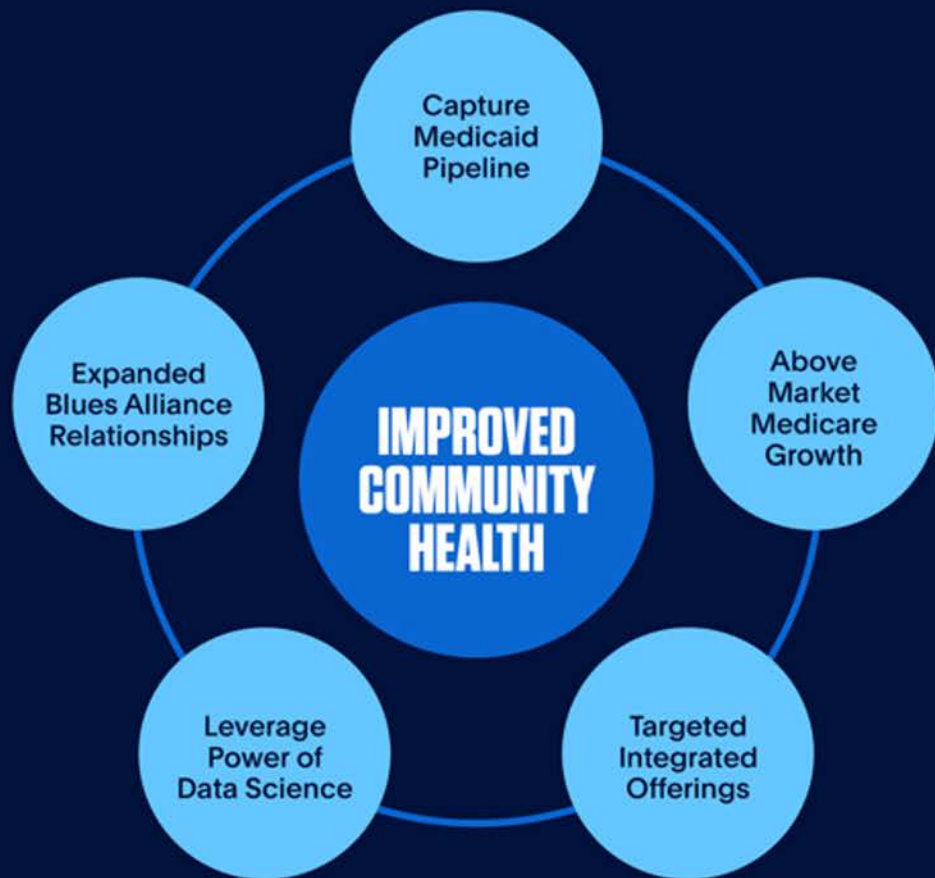 Capture
Medicaid
Pipeline
Above
Market
Medicare
Growth
Targeted
Integrated
Offerings
Leverage
Power of
Data Science
Expanded
Blues Alliance
Relationships
IMPROVED
COMMUNITY
HEALTH